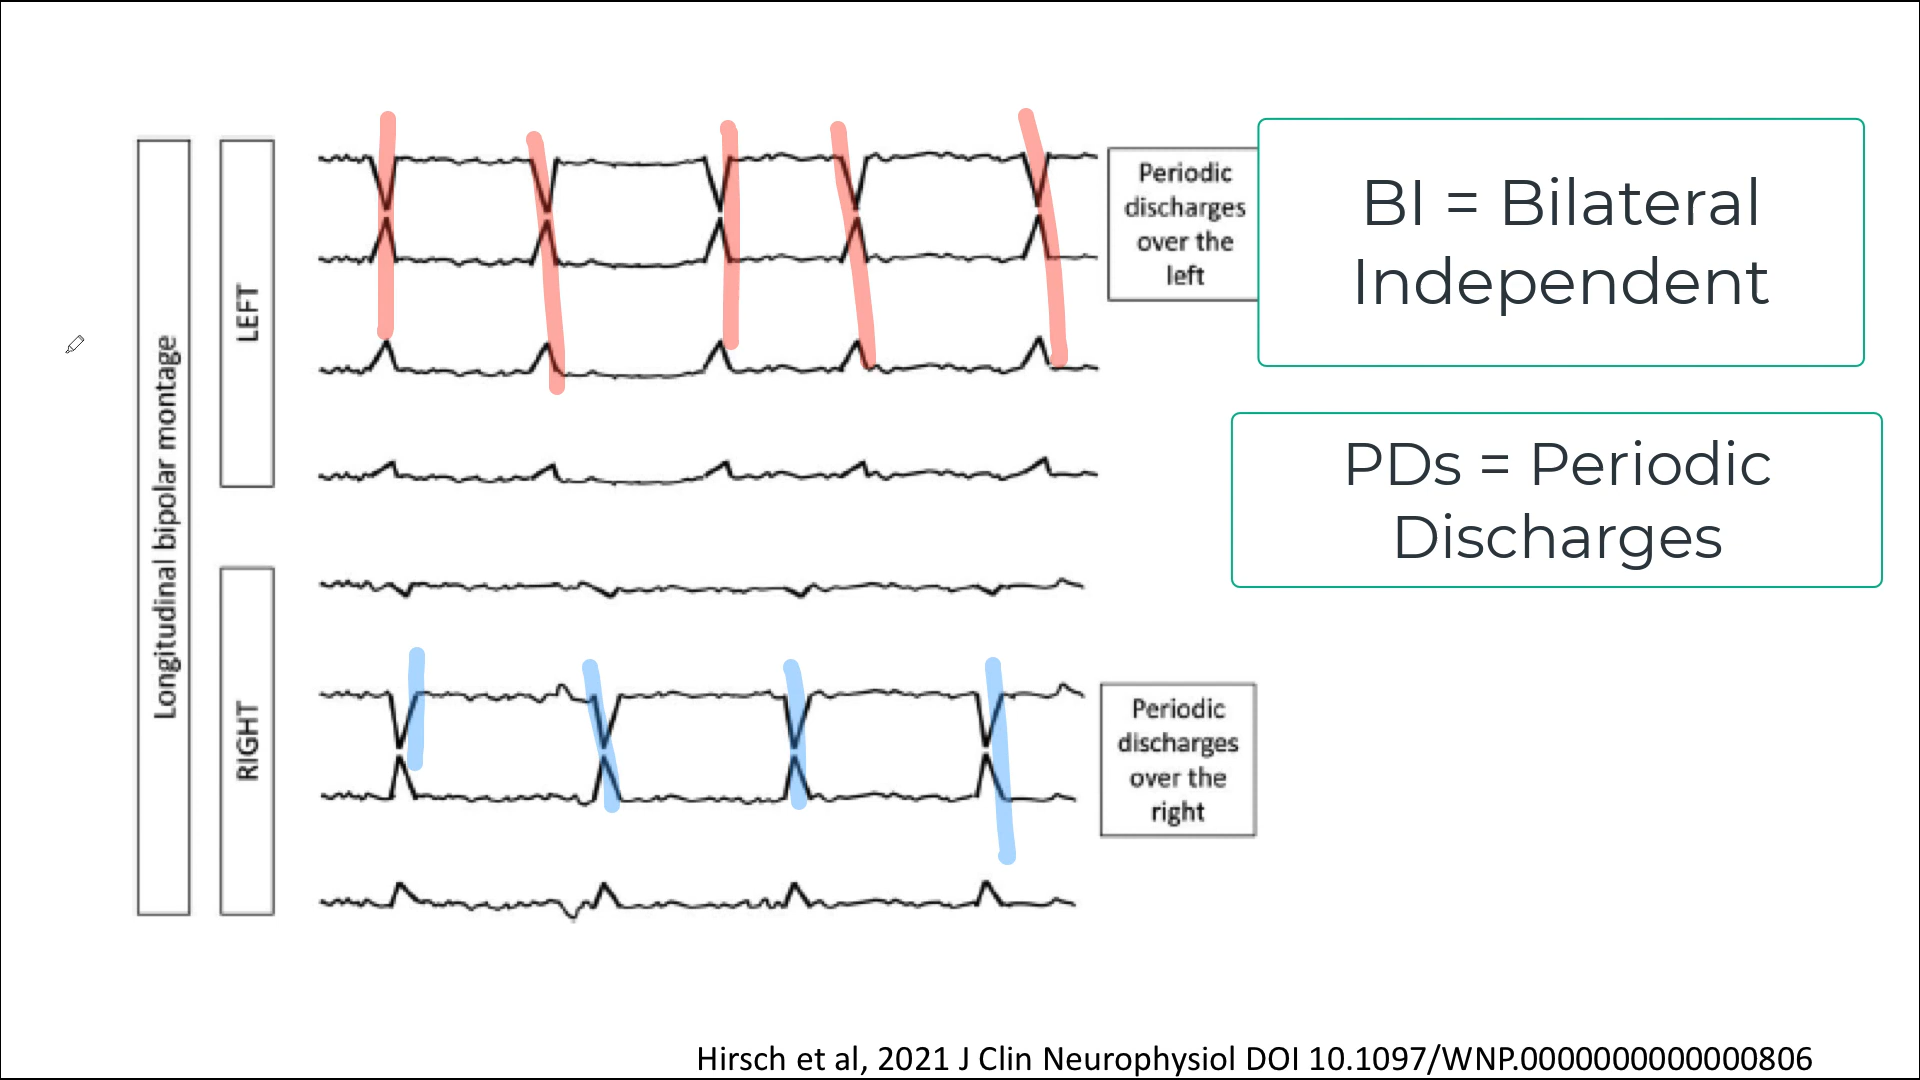 Longitudinal bipolar montage
LEFT
Periodic
discharges
over the
left
BI = Bilateral
Independent
PDs = Periodic
Discharges
RIGHT
Periodic
discharges
over the
right
Hirsch et al, 2021 J Clin Neurophysiol DOI 10.1097/WNP.0000000000000806